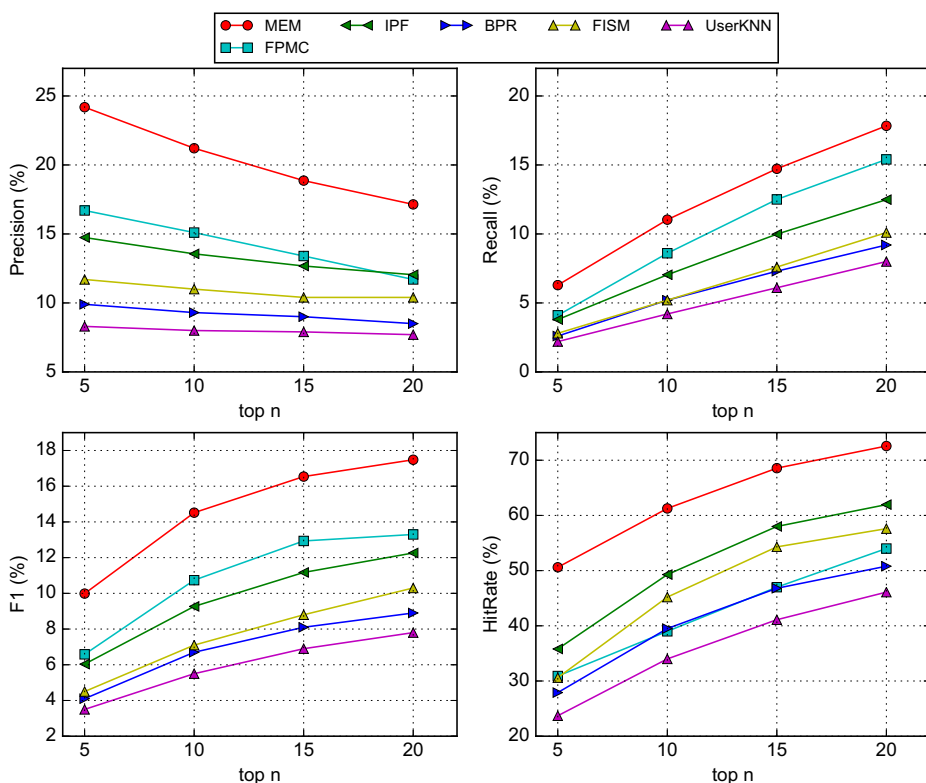 MEM IPF BPR FISM UserKNN
FPMC
25
20
15
10
5
Precision (%)
5 10 15 20
top n
20
15
10
5
0
Recall (%)
5 10 15 20
top n
18
16
14
12
10
8
6
4
2
F1 (%)
5 10 15 20
top n
70
60
50
40
30
20
HitRate (%)
5 10 15 20
top n